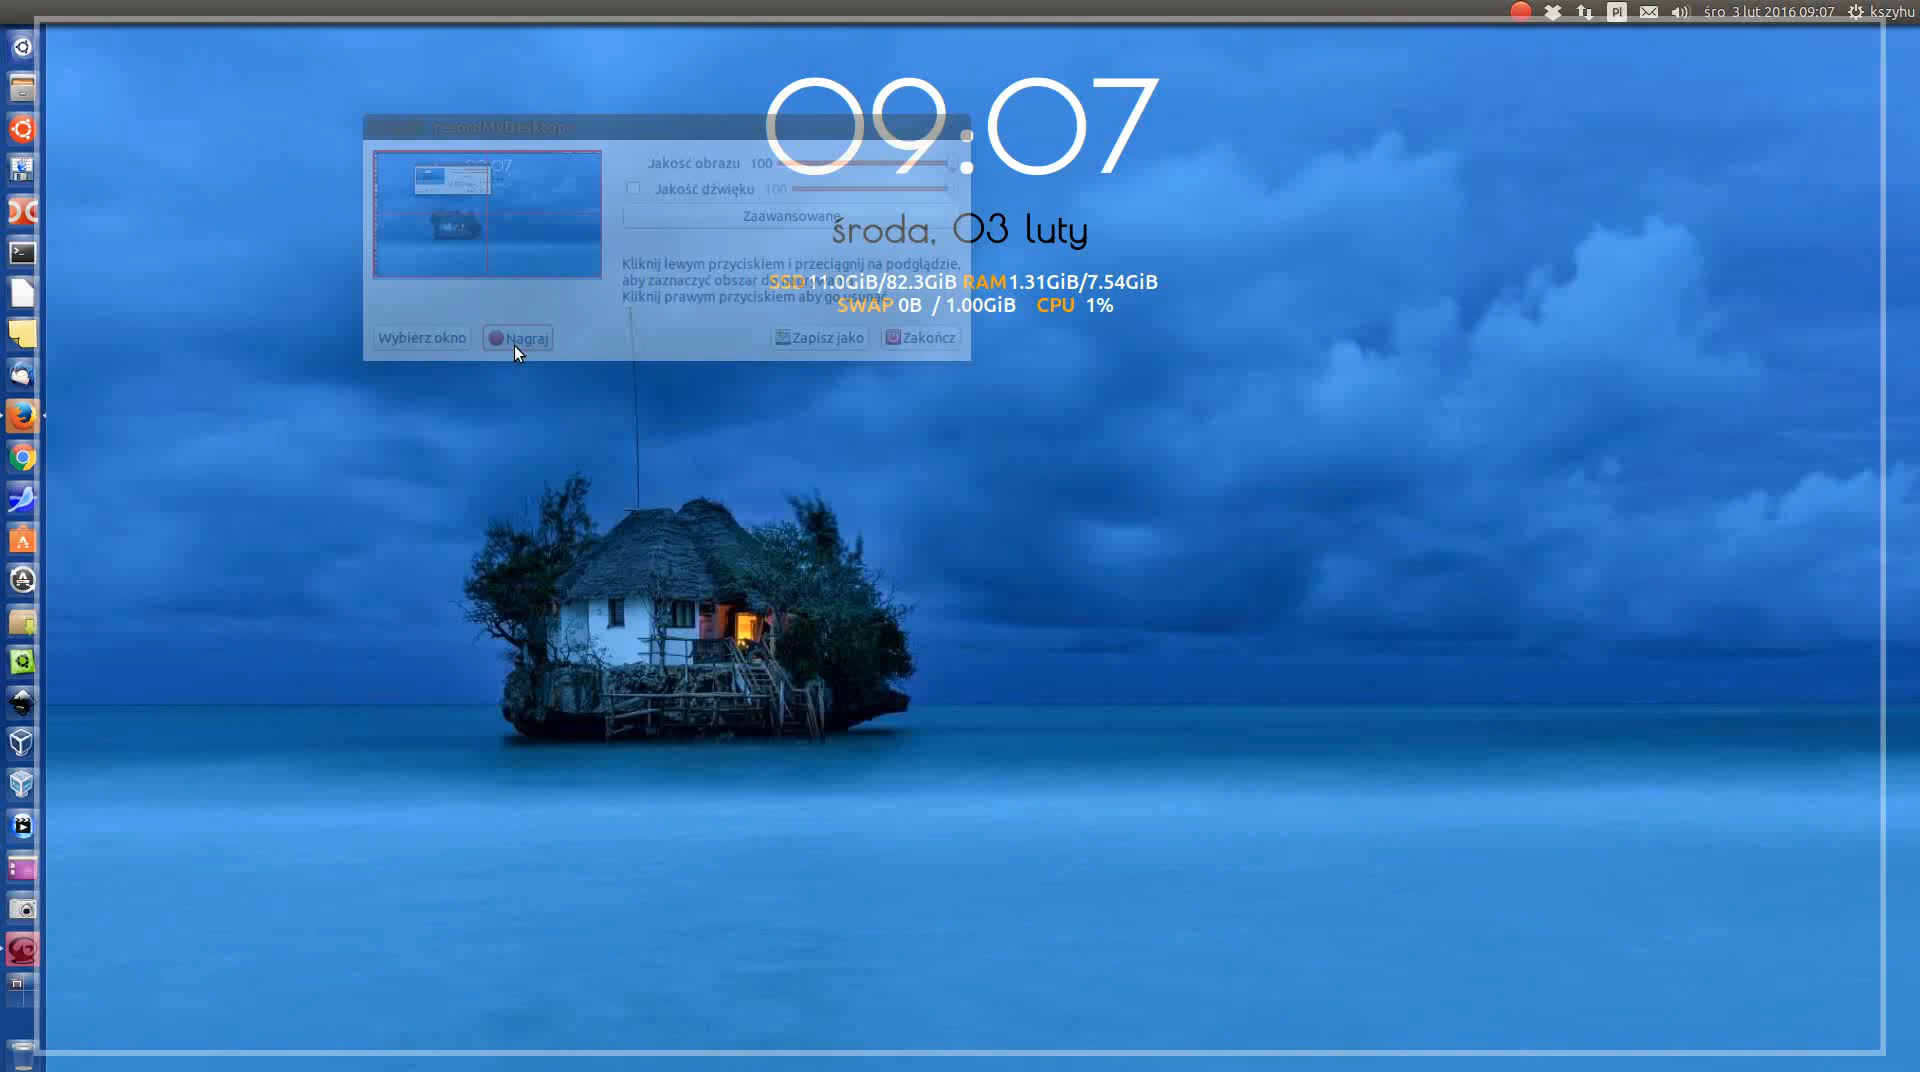 Pl śro 3 lut 2016 09:07 kszyhu
09:07
środa, 03 luty
SSD 11.0GiB/82.3GiB RAM 1.31GiB/7.54GiB
SWAP 0B / 1.00GiB CPU 1%
recordMyDesktop
Jakość obrazu 100
Jakość dźwięku 100
Zaawansowane
Kliknij lewym przyciskiem i przeciągnij na podglądzie,
aby zaznaczyć obszar do
Kliknij prawym przyciskiem aby go usunąć.
Wybierz okno Nagraj Zapisz jako Zakończ